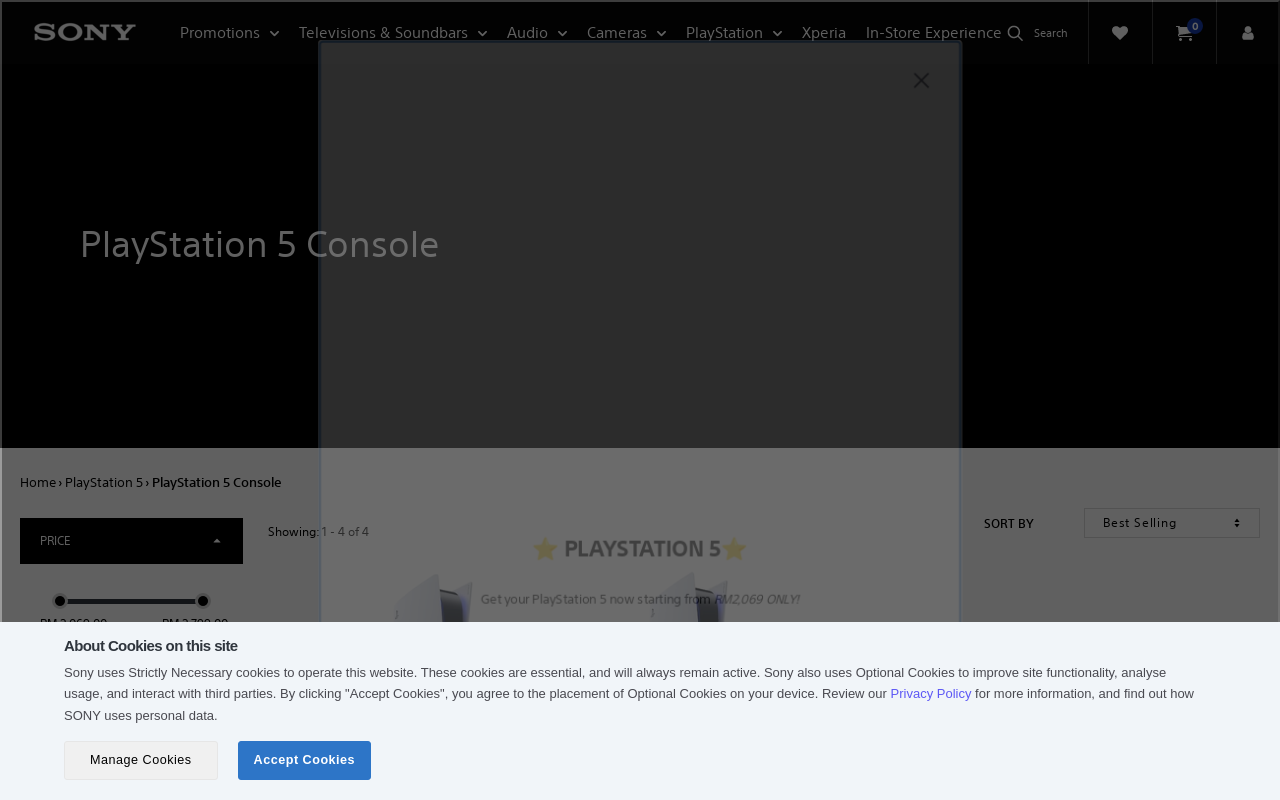 SONY
Promotions
Televisions & Soundbars
Audio
Cameras
PlayStation
Xperia
In-Store Experience
Search
0
PlayStation 5 Console
Home › PlayStation 5 › PlayStation 5 Console
PRICE
Showing: 1 - 4 of 4
SORT BY
Best Selling
⭐ PLAYSTATION 5⭐
Get your PlayStation 5 now starting from RM2,069 ONLY!
About Cookies on this site
Sony uses Strictly Necessary cookies to operate this website. These cookies are essential, and will always remain active. Sony also uses Optional Cookies to improve site functionality, analyse
usage, and interact with third parties. By clicking "Accept Cookies", you agree to the placement of Optional Cookies on your device. Review our Privacy Policy for more information, and find out how
SONY uses personal data.
Manage Cookies
Accept Cookies